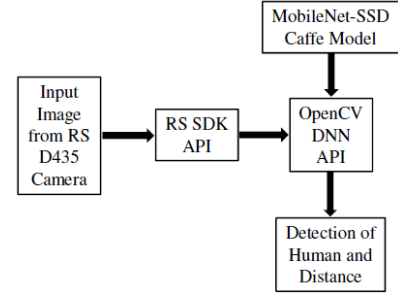 MobileNet-SSD
Caffe Model
Input
Image
from RS
D435
Camera
RS SDK
API
OpenCV
DNN
API
Detection of
Human and
Distance